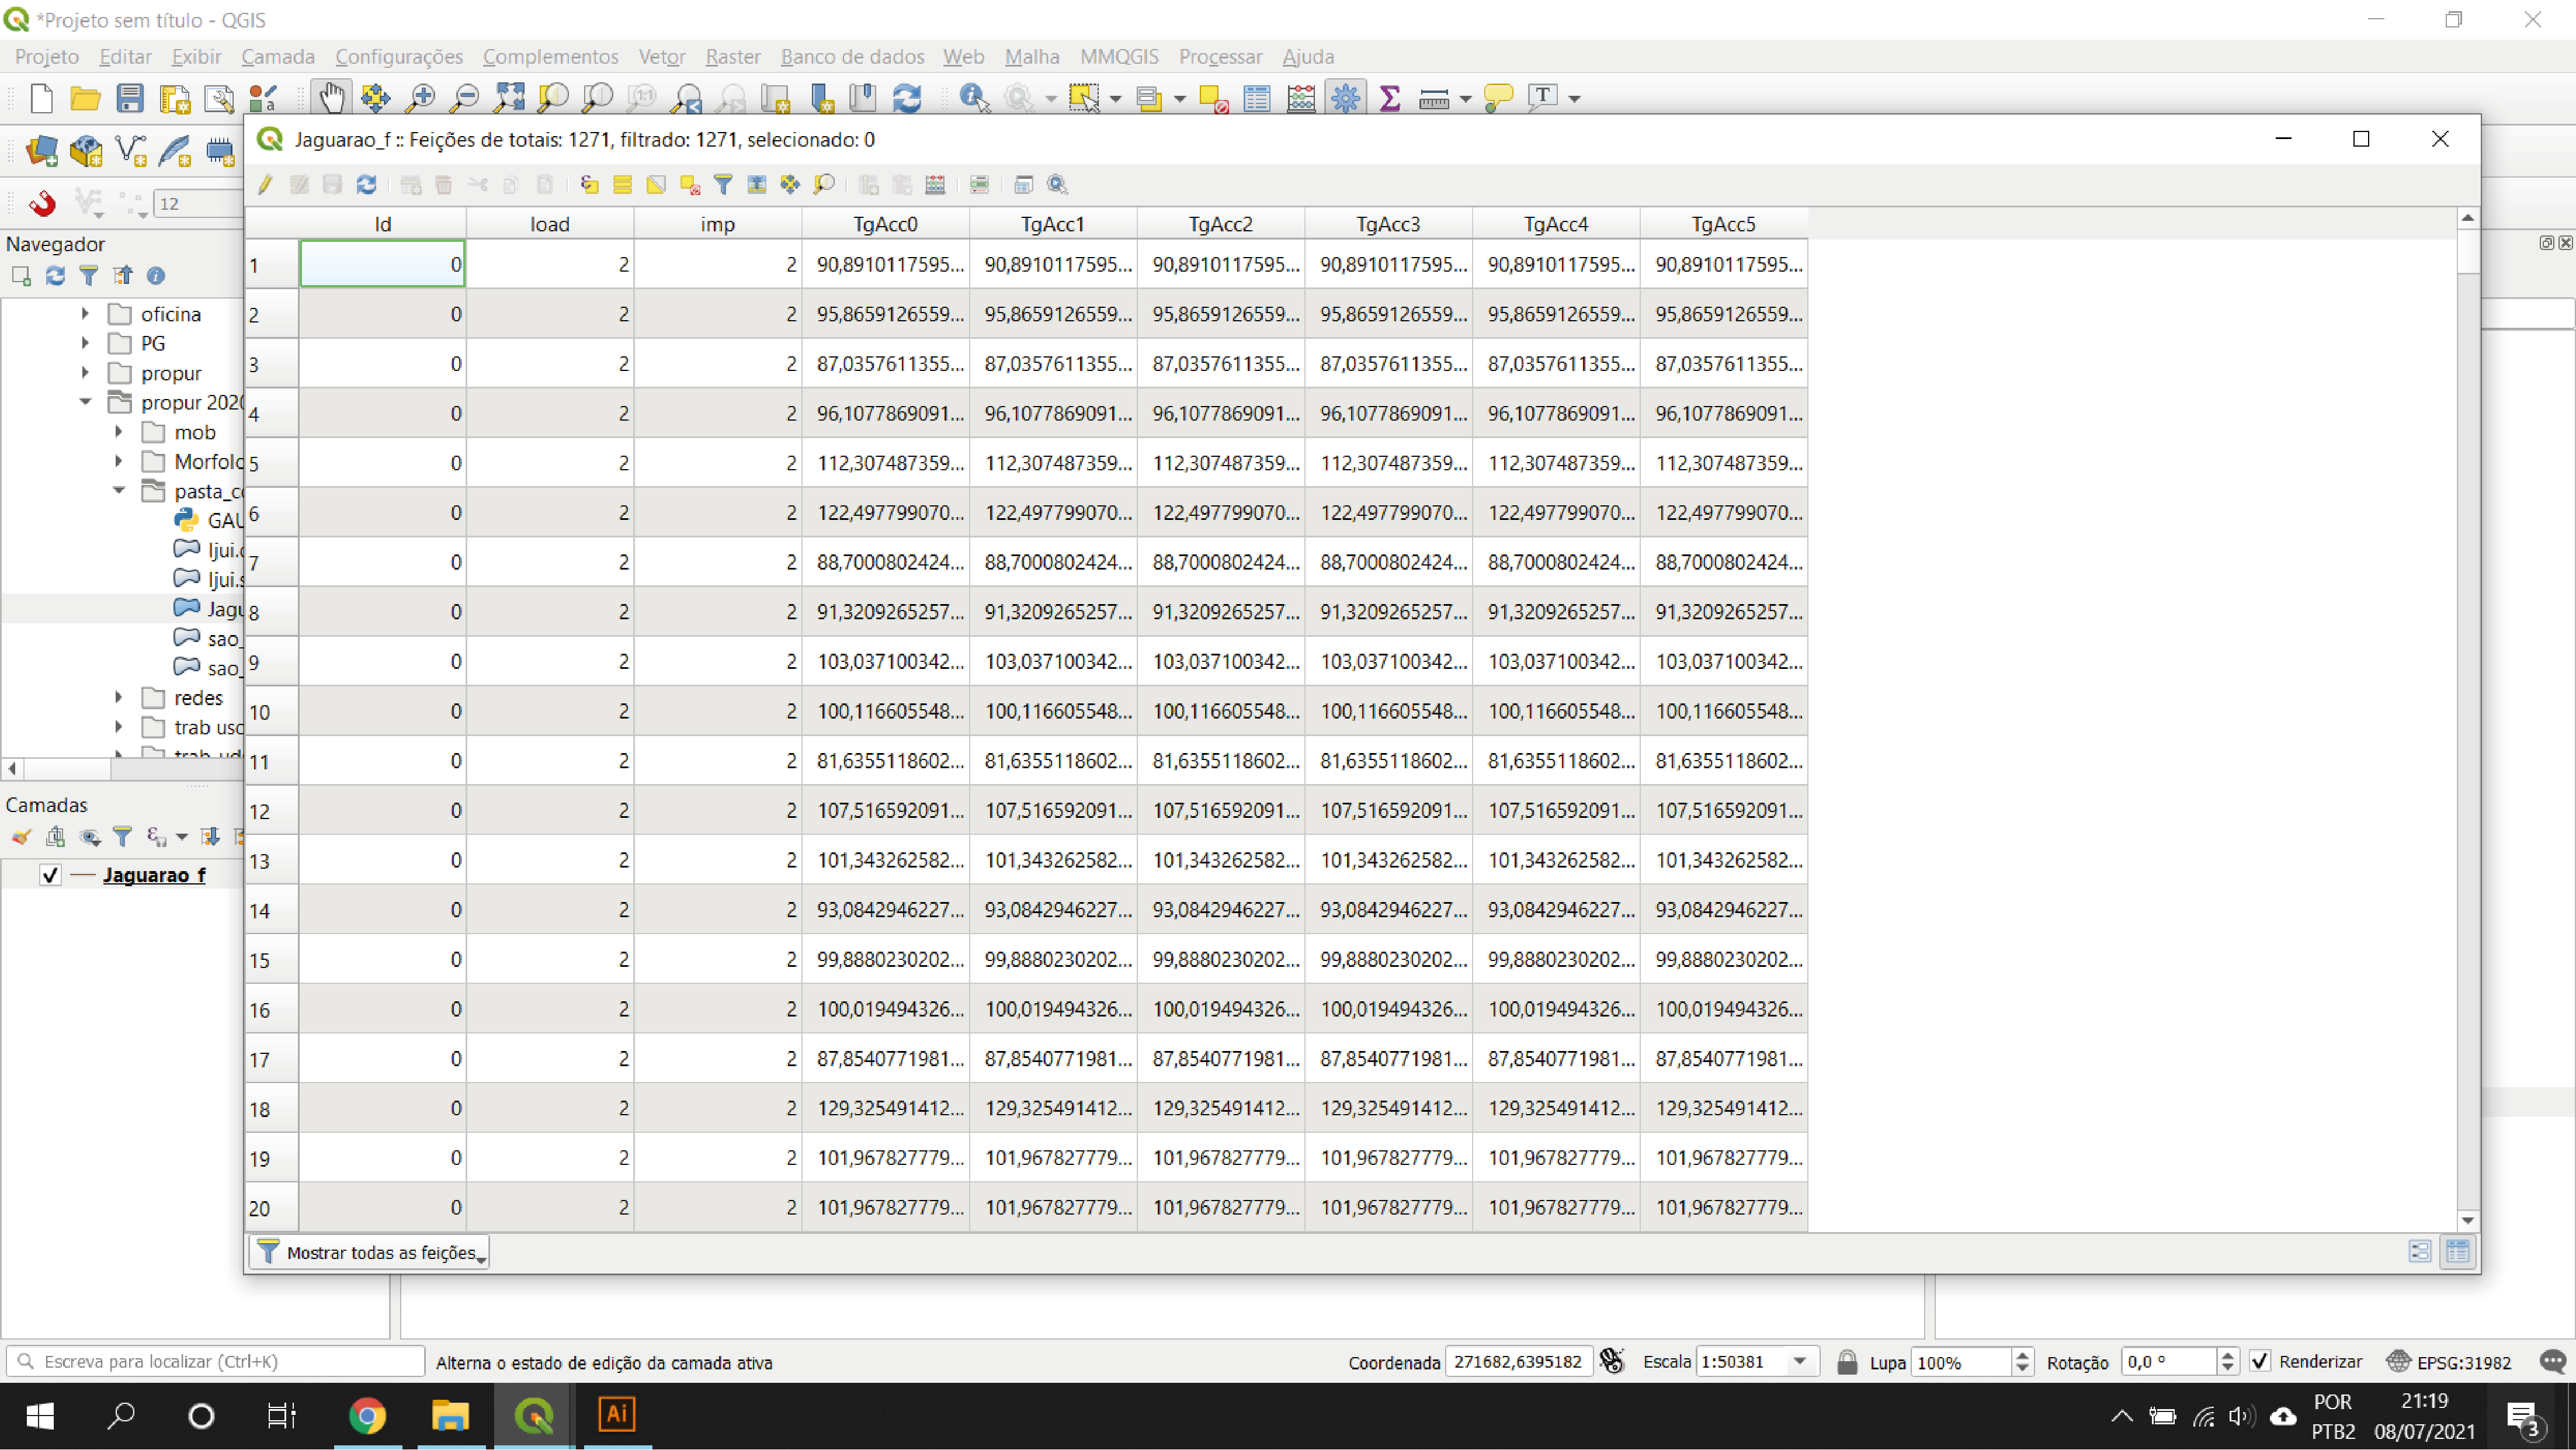 *Projeto sem título - QGIS
Projeto Editar Exibir Camada Configurações Complementos Vetor Raster Banco de dados Web Malha MMQGIS Processar Ajuda
Jaguarao_f :: Feições de totais: 1271, filtrado: 1271, selecionado: 0
12
Navegador
oficina
PG
propur
propur 202
mob
Morfolo
pasta_c
GAU
Ijui.
Ijui.s
Jagu
sao_
sao_
redes
trab uso
Camadas
Jaguarao_f
Id load imp TgAcc0 TgAcc1 TgAcc2 TgAcc3 TgAcc4 TgAcc5
1 0 2 2 90,8910117595... 90,8910117595... 90,8910117595... 90,8910117595... 90,8910117595... 90,8910117595...
2 0 2 2 95,8659126559... 95,8659126559... 95,8659126559... 95,8659126559... 95,8659126559... 95,8659126559...
3 0 2 2 87,0357611355... 87,0357611355... 87,0357611355... 87,0357611355... 87,0357611355... 87,0357611355...
4 0 2 2 96,1077869091... 96,1077869091... 96,1077869091... 96,1077869091... 96,1077869091... 96,1077869091...
5 0 2 2 112,307487359... 112,307487359... 112,307487359... 112,307487359... 112,307487359... 112,307487359...
6 0 2 2 122,497799070... 122,497799070... 122,497799070... 122,497799070... 122,497799070... 122,497799070...
7 0 2 2 88,7000802424... 88,7000802424... 88,7000802424... 88,7000802424... 88,7000802424... 88,7000802424...
8 0 2 2 91,3209265257... 91,3209265257... 91,3209265257... 91,3209265257... 91,3209265257... 91,3209265257...
9 0 2 2 103,037100342... 103,037100342... 103,037100342... 103,037100342... 103,037100342... 103,037100342...
10 0 2 2 100,116605548... 100,116605548... 100,116605548... 100,116605548... 100,116605548... 100,116605548...
11 0 2 2 81,6355118602... 81,6355118602... 81,6355118602... 81,6355118602... 81,6355118602... 81,6355118602...
12 0 2 2 107,516592091... 107,516592091... 107,516592091... 107,516592091... 107,516592091... 107,516592091...
13 0 2 2 101,343262582... 101,343262582... 101,343262582... 101,343262582... 101,343262582... 101,343262582...
14 0 2 2 93,0842946227... 93,0842946227... 93,0842946227... 93,0842946227... 93,0842946227... 93,0842946227...
15 0 2 2 99,8880230202... 99,8880230202... 99,8880230202... 99,8880230202... 99,8880230202... 99,8880230202...
16 0 2 2 100,019494326... 100,019494326... 100,019494326... 100,019494326... 100,019494326... 100,019494326...
17 0 2 2 87,8540771981... 87,8540771981... 87,8540771981... 87,8540771981... 87,8540771981... 87,8540771981...
18 0 2 2 129,325491412... 129,325491412... 129,325491412... 129,325491412... 129,325491412... 129,325491412...
19 0 2 2 101,967827779... 101,967827779... 101,967827779... 101,967827779... 101,967827779... 101,967827779...
20 0 2 2 101,967827779... 101,967827779... 101,967827779... 101,967827779... 101,967827779... 101,967827779...
Mostrar todas as feições
Escreva para localizar (Ctrl+K) Alterna o estado de edição da camada ativa Coordenada 271682,6395182 Escala 1:50381 Lupa 100% Rotação 0,0 ° Renderizar EPSG:31982
Ai
POR 21:19
PTB2 08/07/2021
3